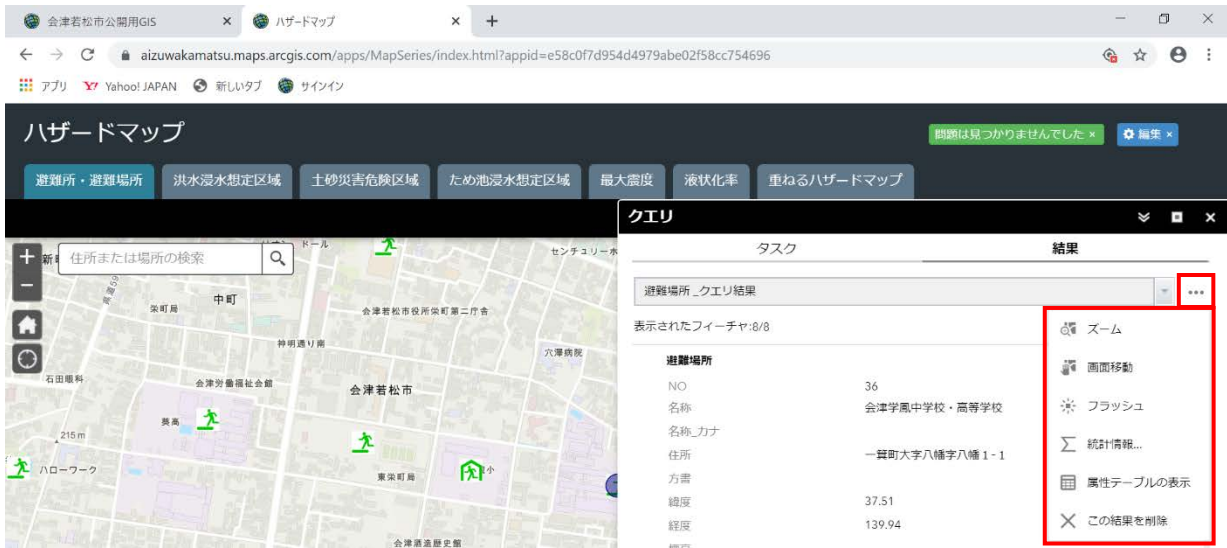 会津若松市公開用GIS ×
ハザードマップ ×
aizuwakamatsu.maps.arcgis.com/apps/MapSeries/index.html?appid=e58c0f7d954d4979abe02f58cc754696
アプリ Yahoo! JAPAN 新しいタブ サインイン
ハザードマップ
問題は見つかりませんでした ×
編集 ×
避難所・避難場所 洪水浸水想定区域 土砂災害危険区域 ため池浸水想定区域 最大震度 液状化率 重ねるハザードマップ
クエリ
タスク 結果
避難場所 _クエリ結果
表示されたフィーチャ:8/8
避難場所
NO 36
名称 会津学鳳中学校・高等学校
名称_カナ
住所 一箕町大字八幡字八幡1-1
方書
緯度 37.51
経度 139.94
標高
ズーム
画面移動
フラッシュ
統計情報...
属性テーブルの表示
この結果を削除
住所または場所の検索
ドール
センチュリーホ
県道59
中町
栄町局
会津若松市役所栄町第二庁舎
神明通り南
穴澤病院
石田眼科
会津労働福祉会館
会津若松市
葵高
215 m
ハローワーク
東栄町局
小
会津酒造歴史館